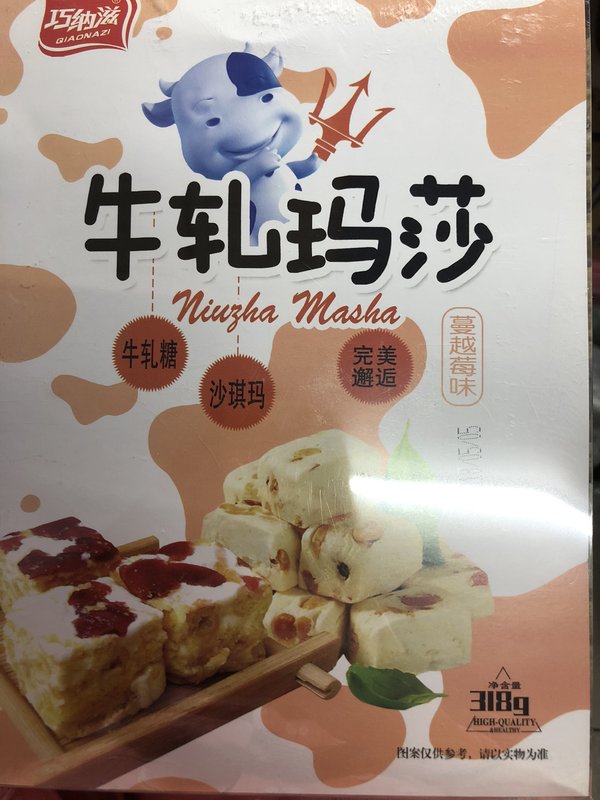 巧纳滋
QIAONAZI
牛轧玛莎
Niuzha Masha
牛轧糖
沙琪玛
完美
邂逅
蔓越莓味
/05/05
净含量
318g
HIGH-QUALITY
&HEALTHY
图案仅供参考，请以实物为准